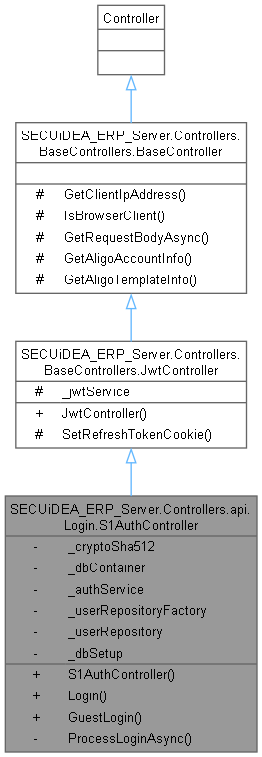 Controller
SECUiDEA_ERP_Server.Controllers.
BaseControllers.BaseController
# GetClientIpAddress()
# IsBrowserClient()
# GetRequestBodyAsync()
# GetAligoAccountInfo()
# GetAligoTemplateInfo()
SECUiDEA_ERP_Server.Controllers.
BaseControllers.JwtController
# _jwtService
+ JwtController()
# SetRefreshTokenCookie()
SECUiDEA_ERP_Server.Controllers.api.
Login.S1AuthController
- _cryptoSha512
- _dbContainer
- _authService
- _userRepositoryFactory
- _userRepository
- _dbSetup
+ S1AuthController()
+ Login()
+ GuestLogin()
- ProcessLoginAsync()